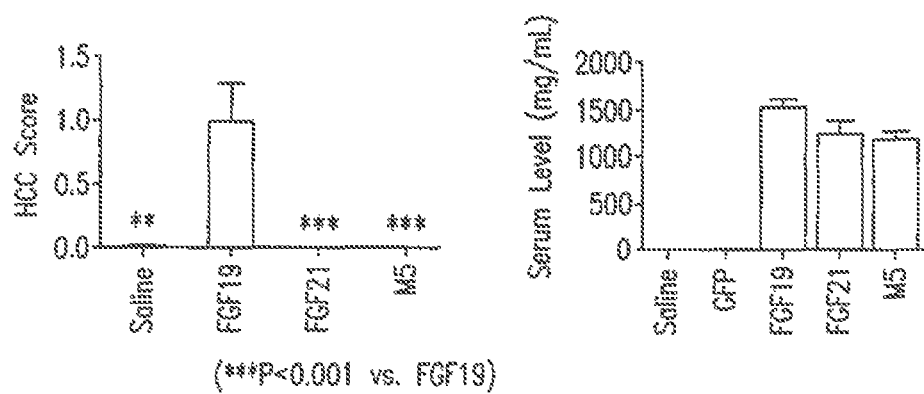 HCC Score
1.5
1.0
0.5
0.0
**
***
***
Saline
FGF19
FGF21
M5
(***P<0.001 vs. FGF19)
Serum Level (mg/mL)
2000
1500
1000
500
0
Saline
GFP
FGF19
FGF21
M5